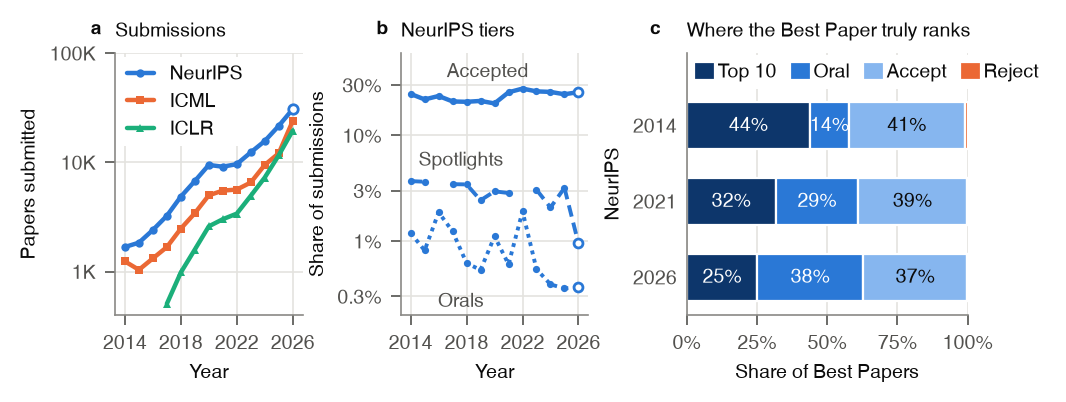 a Submissions
100K
10K
1K
Papers submitted
NeurIPS
ICML
ICLR
2014 2018 2022 2026
Year
b NeurIPS tiers
30%
10%
3%
1%
0.3%
Share of submissions
Accepted
Spotlights
Orals
2014 2018 2022 2026
Year
c Where the Best Paper truly ranks
Top 10 Oral Accept Reject
NeurIPS
2014 44% 14% 41%
2021 32% 29% 39%
2026 25% 38% 37%
0% 25% 50% 75% 100%
Share of Best Papers